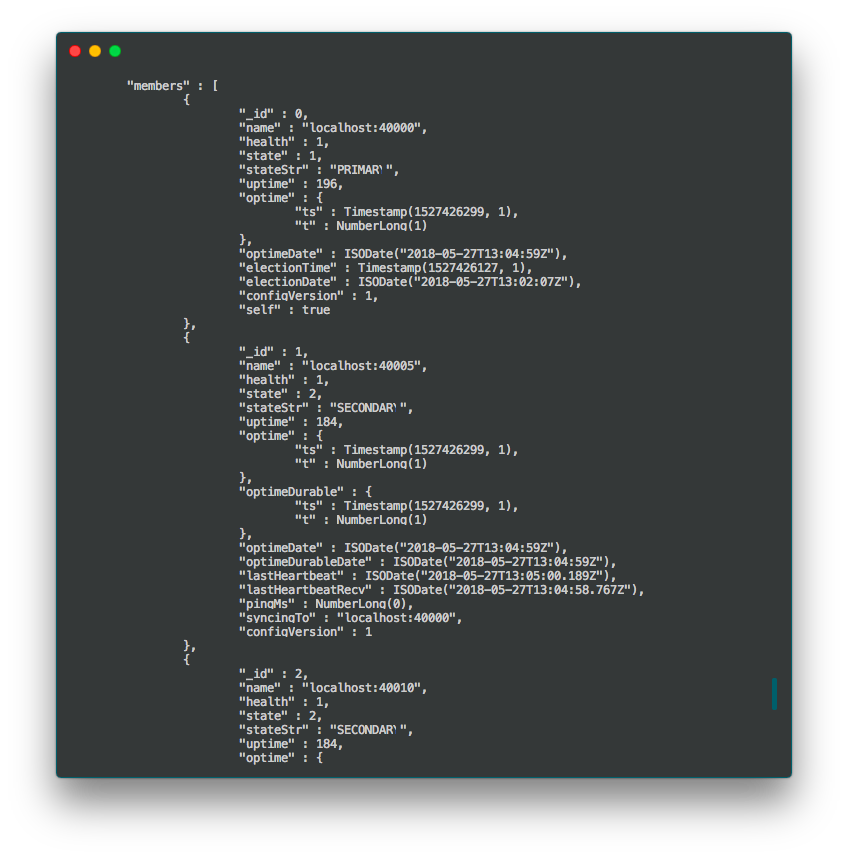 "members" : [
{
"_id" : 0,
"name" : "localhost:40000",
"health" : 1,
"state" : 1,
"stateStr" : "PRIMARY",
"uptime" : 196,
"optime" : {
"ts" : Timestamp(1527426299, 1),
"t" : NumberLong(1)
},
"optimeDate" : ISODate("2018-05-27T13:04:59Z"),
"electionTime" : Timestamp(1527426127, 1),
"electionDate" : ISODate("2018-05-27T13:02:07Z"),
"configVersion" : 1,
"self" : true
},
{
"_id" : 1,
"name" : "localhost:40005",
"health" : 1,
"state" : 2,
"stateStr" : "SECONDARY",
"uptime" : 184,
"optime" : {
"ts" : Timestamp(1527426299, 1),
"t" : NumberLong(1)
},
"optimeDurable" : {
"ts" : Timestamp(1527426299, 1),
"t" : NumberLong(1)
},
"optimeDate" : ISODate("2018-05-27T13:04:59Z"),
"optimeDurableDate" : ISODate("2018-05-27T13:04:59Z"),
"lastHeartbeat" : ISODate("2018-05-27T13:05:00.189Z"),
"lastHeartbeatRecv" : ISODate("2018-05-27T13:04:58.767Z"),
"pingMs" : NumberLong(0),
"syncingTo" : "localhost:40000",
"configVersion" : 1
},
{
"_id" : 2,
"name" : "localhost:40010",
"health" : 1,
"state" : 2,
"stateStr" : "SECONDARY",
"uptime" : 184,
"optime" : {